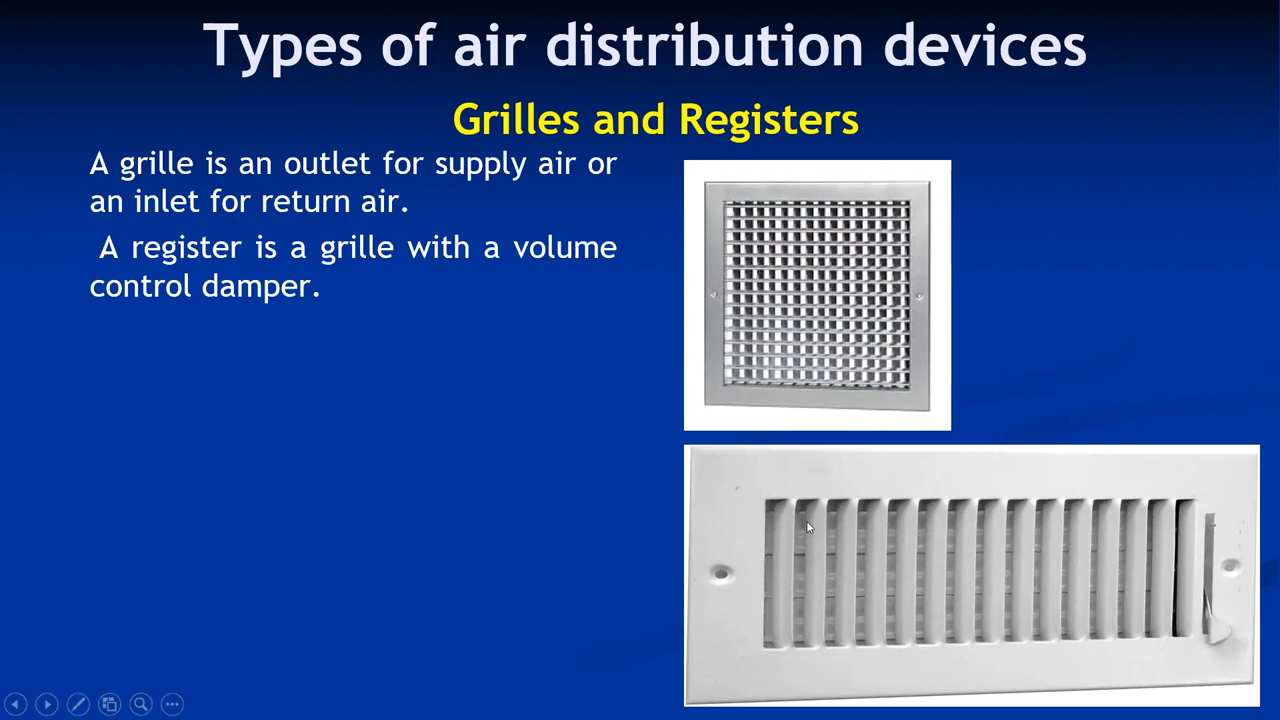 Types of air distribution devices
Grilles and Registers
A grille is an outlet for supply air or
an inlet for return air.
A register is a grille with a volume
control damper.